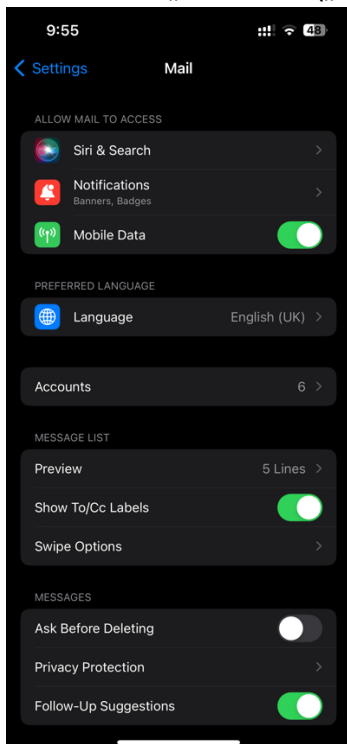 9:55
48
Settings
Mail
ALLOW MAIL TO ACCESS
Siri & Search
Notifications
Banners, Badges
Mobile Data
PREFERRED LANGUAGE
Language English (UK)
Accounts 6
MESSAGE LIST
Preview 5 Lines
Show To/Cc Labels
Swipe Options
MESSAGES
Ask Before Deleting
Privacy Protection
Follow-Up Suggestions